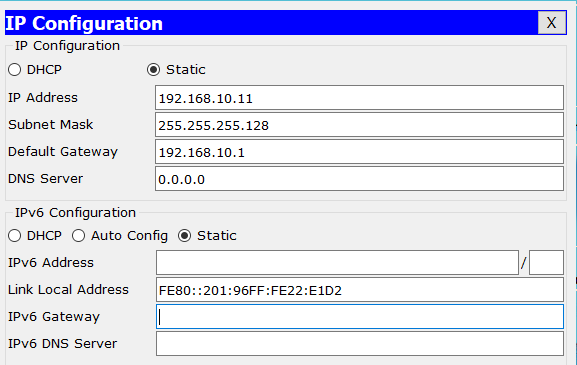 IP Configuration X
IP Configuration
DHCP Static
IP Address 192.168.10.11
Subnet Mask 255.255.255.128
Default Gateway 192.168.10.1
DNS Server 0.0.0.0
IPv6 Configuration
DHCP Auto Config Static
IPv6 Address /
Link Local Address FE80::201:96FF:FE22:E1D2
IPv6 Gateway
IPv6 DNS Server